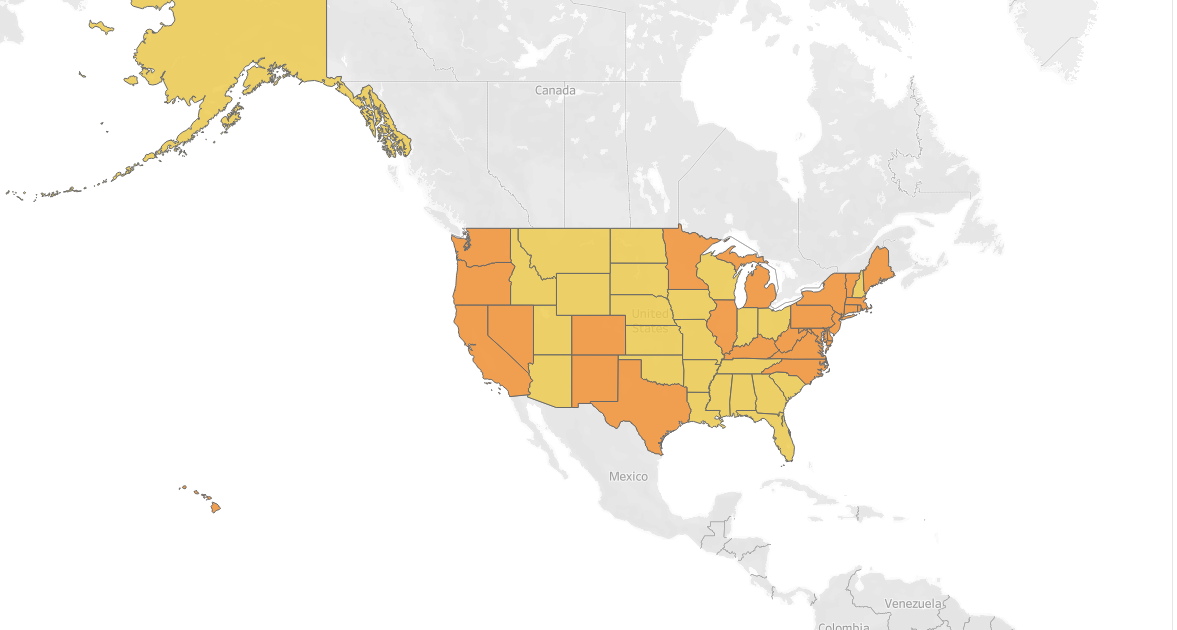 Canada
United
States
Mexico
Venezuela
Colombia